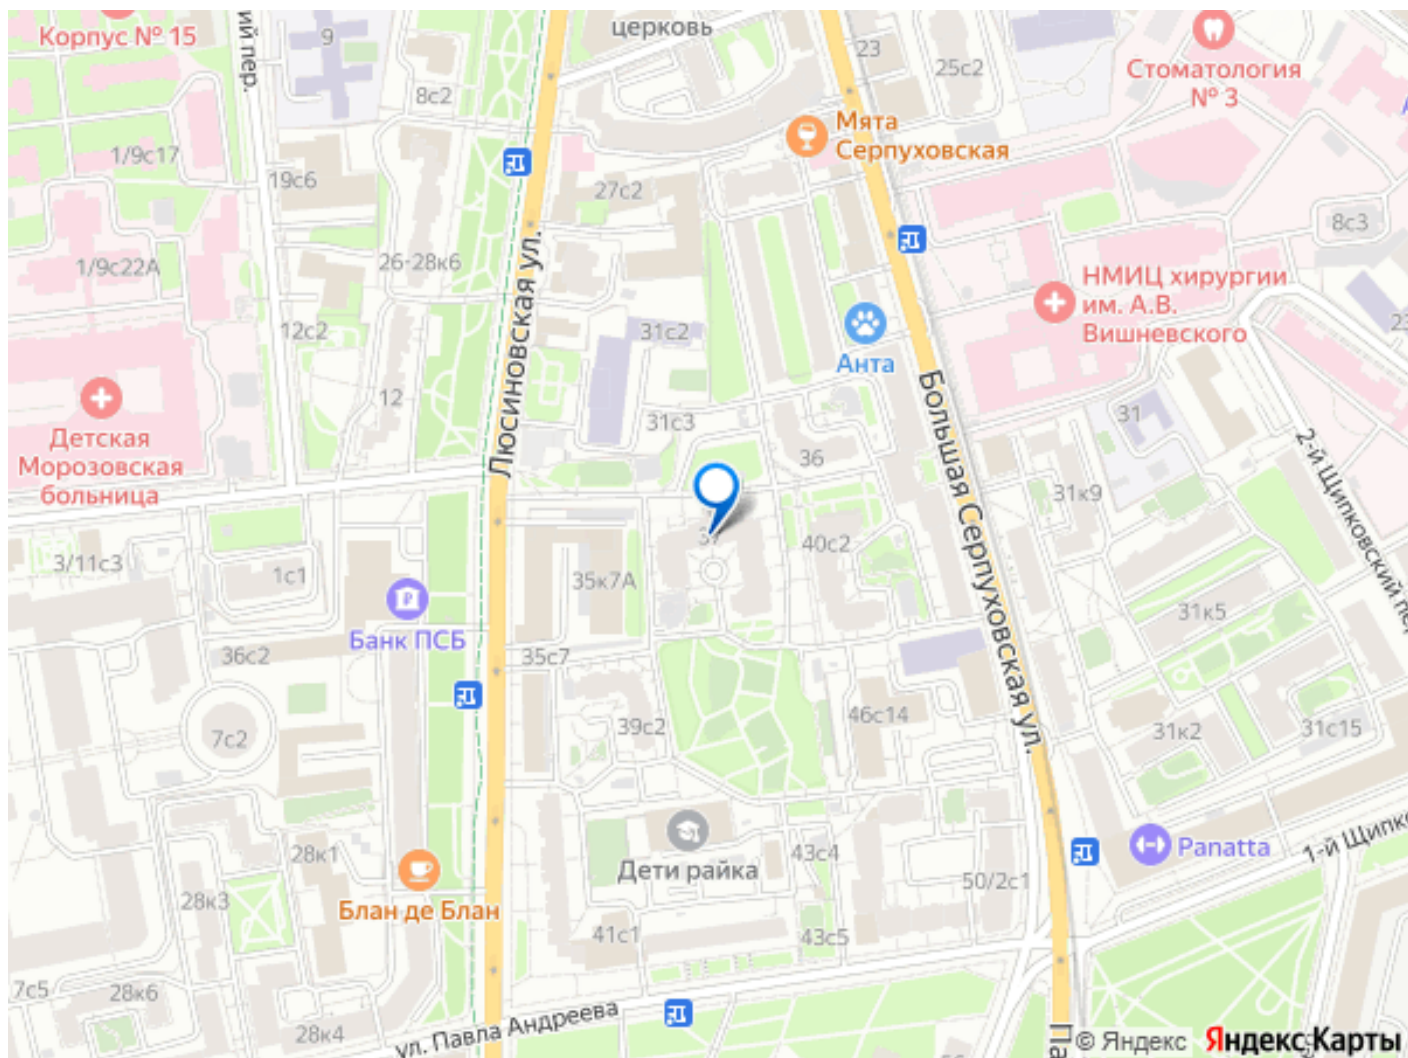 Корпус № 15
9
ий пер.
8с2
церковь
23
25с2
Стоматология
№ 3
Мята
Серпуховская
1/9с17
19с6
27с2
8с3
1/9с22А
26-28к6
Люсиновская ул.
НМИЦ хирургии
им. А.В.
Вишневского
12с2
31с2
Анта
23
12
31с3
31
Детская
Морозовская
больница
Большая Серпуховская ул.
2-й Щипковский пер
36
31к9
3/11с3
1с1
35к7А
37
40с2
31к5
Банк ПСБ
36с2
35с7
7с2
39с2
46с14
31к2
31с15
28к1
Дети райка
43с4
Panatta
1-й Щипко
50/2с1
28к3
Блан де Блан
41с1
43с5
7с5
28к6
28к4
ул. Павла Андреева
Па
© Яндекс
Яндекс Карты